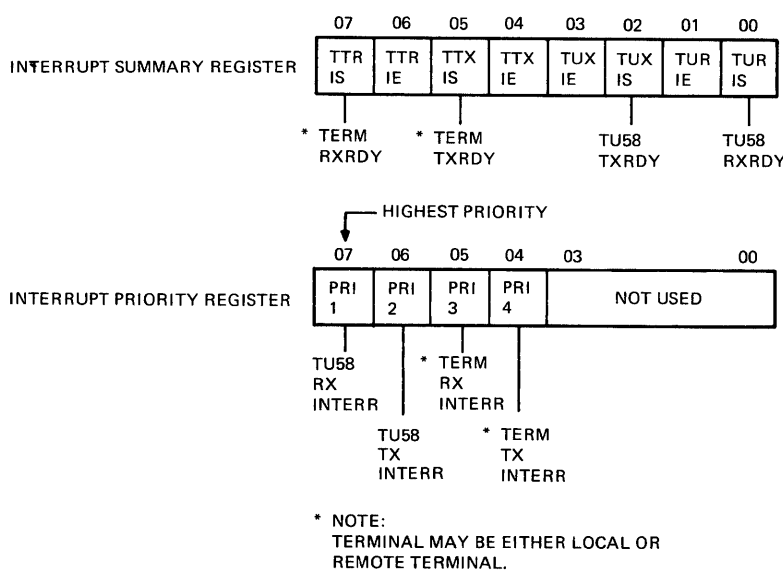 07 06 05 04 03 02 01 00
INTERRUPT SUMMARY REGISTER
TTR IS
TTR IE
TTX IS
TTX IE
TUX IE
TUX IS
TUR IE
TUR IS
* TERM
RXRDY
* TERM
TXRDY
TU58
TXRDY
TU58
RXRDY
HIGHEST PRIORITY
07 06 05 04 03 00
INTERRUPT PRIORITY REGISTER
PRI 1
PRI 2
PRI 3
PRI 4
NOT USED
TU58
RX
INTERR
* TERM
RX
INTERR
TU58
TX
INTERR
* TERM
TX
INTERR
* NOTE:
TERMINAL MAY BE EITHER LOCAL OR
REMOTE TERMINAL.